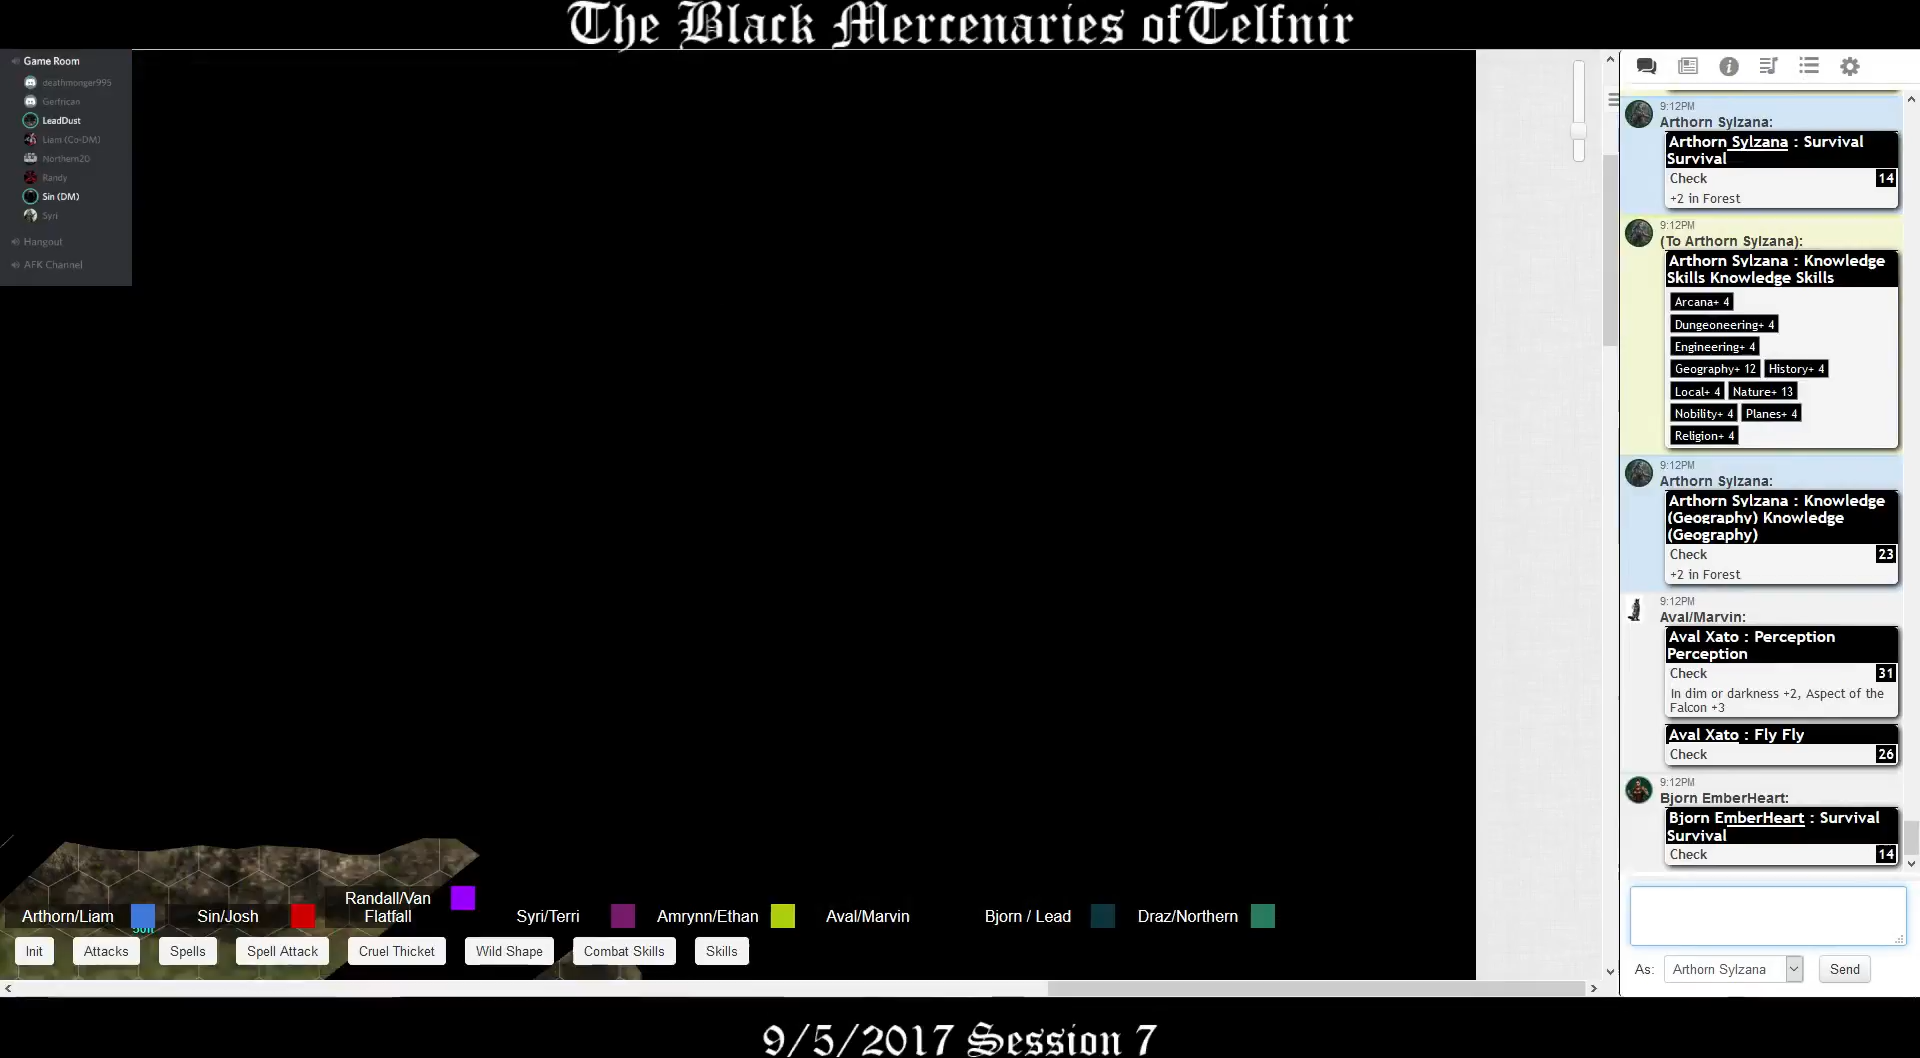 The Black Mercenaries of Telfnir
Game Room
deathmonger995
Gerfrican
LeadDust
Liam (Co-DM)
Northern20
Randy
Sin (DM)
Syri
Hangout
AFK Channel
9:12PM
Arthorn Sylzana:
Arthorn Sylzana : Survival
Survival
Check 14
+2 in Forest
9:12PM
(To Arthorn Sylzana):
Arthorn Sylzana : Knowledge
Skills Knowledge Skills
Arcana+ 4
Dungeoneering+ 4
Engineering+ 4
Geography+ 12 History+ 4
Local+ 4 Nature+ 13
Nobility+ 4 Planes+ 4
Religion+ 4
9:12PM
Arthorn Sylzana:
Arthorn Sylzana : Knowledge
(Geography) Knowledge
(Geography)
Check 23
+2 in Forest
9:12PM
Aval/Marvin:
Aval Xato : Perception
Perception
Check 31
In dim or darkness +2, Aspect of the
Falcon +3
Aval Xato : Fly Fly
Check 26
9:12PM
Bjorn EmberHeart:
Bjorn EmberHeart : Survival
Survival
Check 14
As: Arthorn Sylzana Send
Arthorn/Liam
Sin/Josh
Randall/Van
Flatfall
Syri/Terri
Amrynn/Ethan
Aval/Marvin
Bjorn / Lead
Draz/Northern
Init Attacks Spells Spell Attack Cruel Thicket Wild Shape Combat Skills Skills
9/5/2017 Session 7